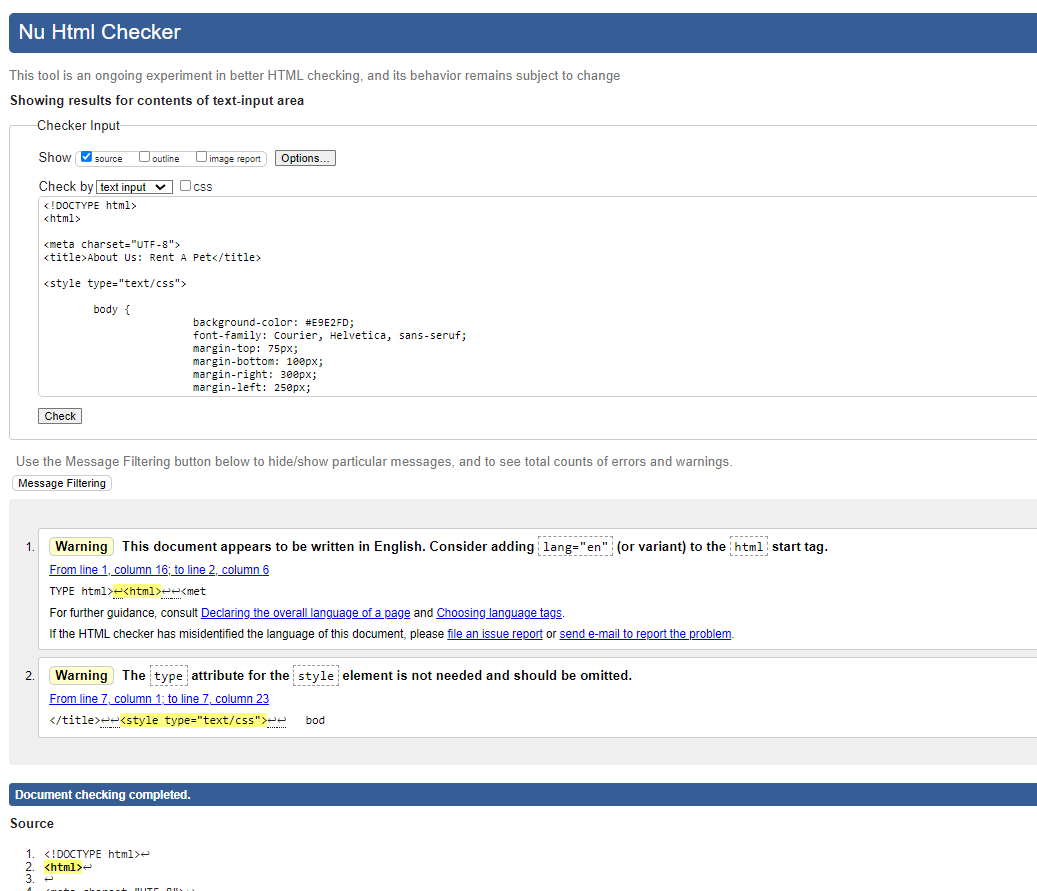 Nu Html Checker
This tool is an ongoing experiment in better HTML checking, and its behavior remains subject to change
Showing results for contents of text-input area
Checker Input
Show source outline image report Options...
Check by text input css
<!DOCTYPE html>
<html>
<meta charset="UTF-8">
<title>About Us: Rent A Pet</title>
<style type="text/css">
body {
background-color: #E9E2FD;
font-family: Courier, Helvetica, sans-seruf;
margin-top: 75px;
margin-bottom: 100px;
margin-right: 300px;
margin-left: 250px;
Check
Use the Message Filtering button below to hide/show particular messages, and to see total counts of errors and warnings.
Message Filtering
1. Warning This document appears to be written in English. Consider adding lang="en" (or variant) to the html start tag.
From line 1, column 16; to line 2, column 6
TYPE html>↩<html>↩↩<met
For further guidance, consult Declaring the overall language of a page and Choosing language tags.
If the HTML checker has misidentified the language of this document, please file an issue report or send e-mail to report the problem.
2. Warning The type attribute for the style element is not needed and should be omitted.
From line 7, column 1; to line 7, column 23
</title>↩↩<style type="text/css">↩↩ bod
Document checking completed.
Source
1. <!DOCTYPE html>↩
2. <html>↩
3. ↩
4. <meta charset="UTF-8">↩